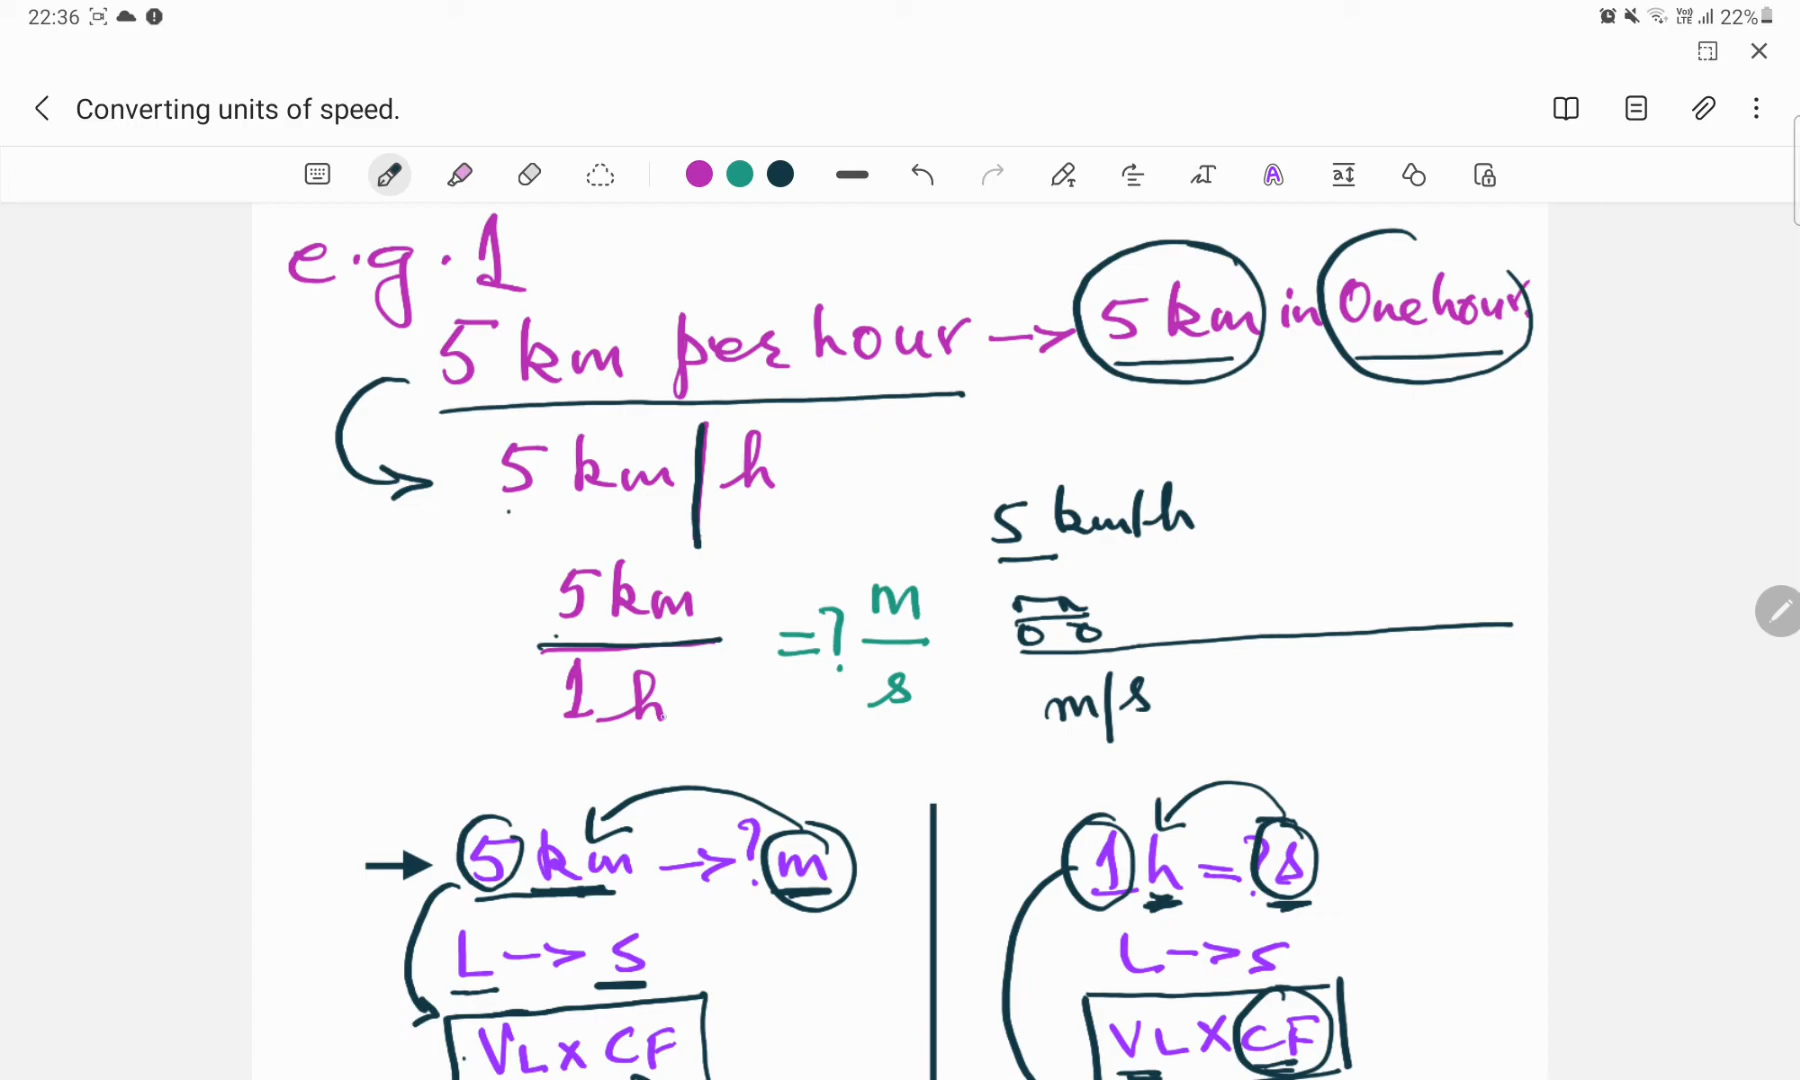 22:36
22%
Converting units of speed.
e.g.1
5 km per hour → 5 km in One hour.
5 km/h
5 km/h
5 km
1 h
=? m
s
m/s
5 km → ? m
L → s
VL X CF
1 h = ? s
L → s
VL X CF